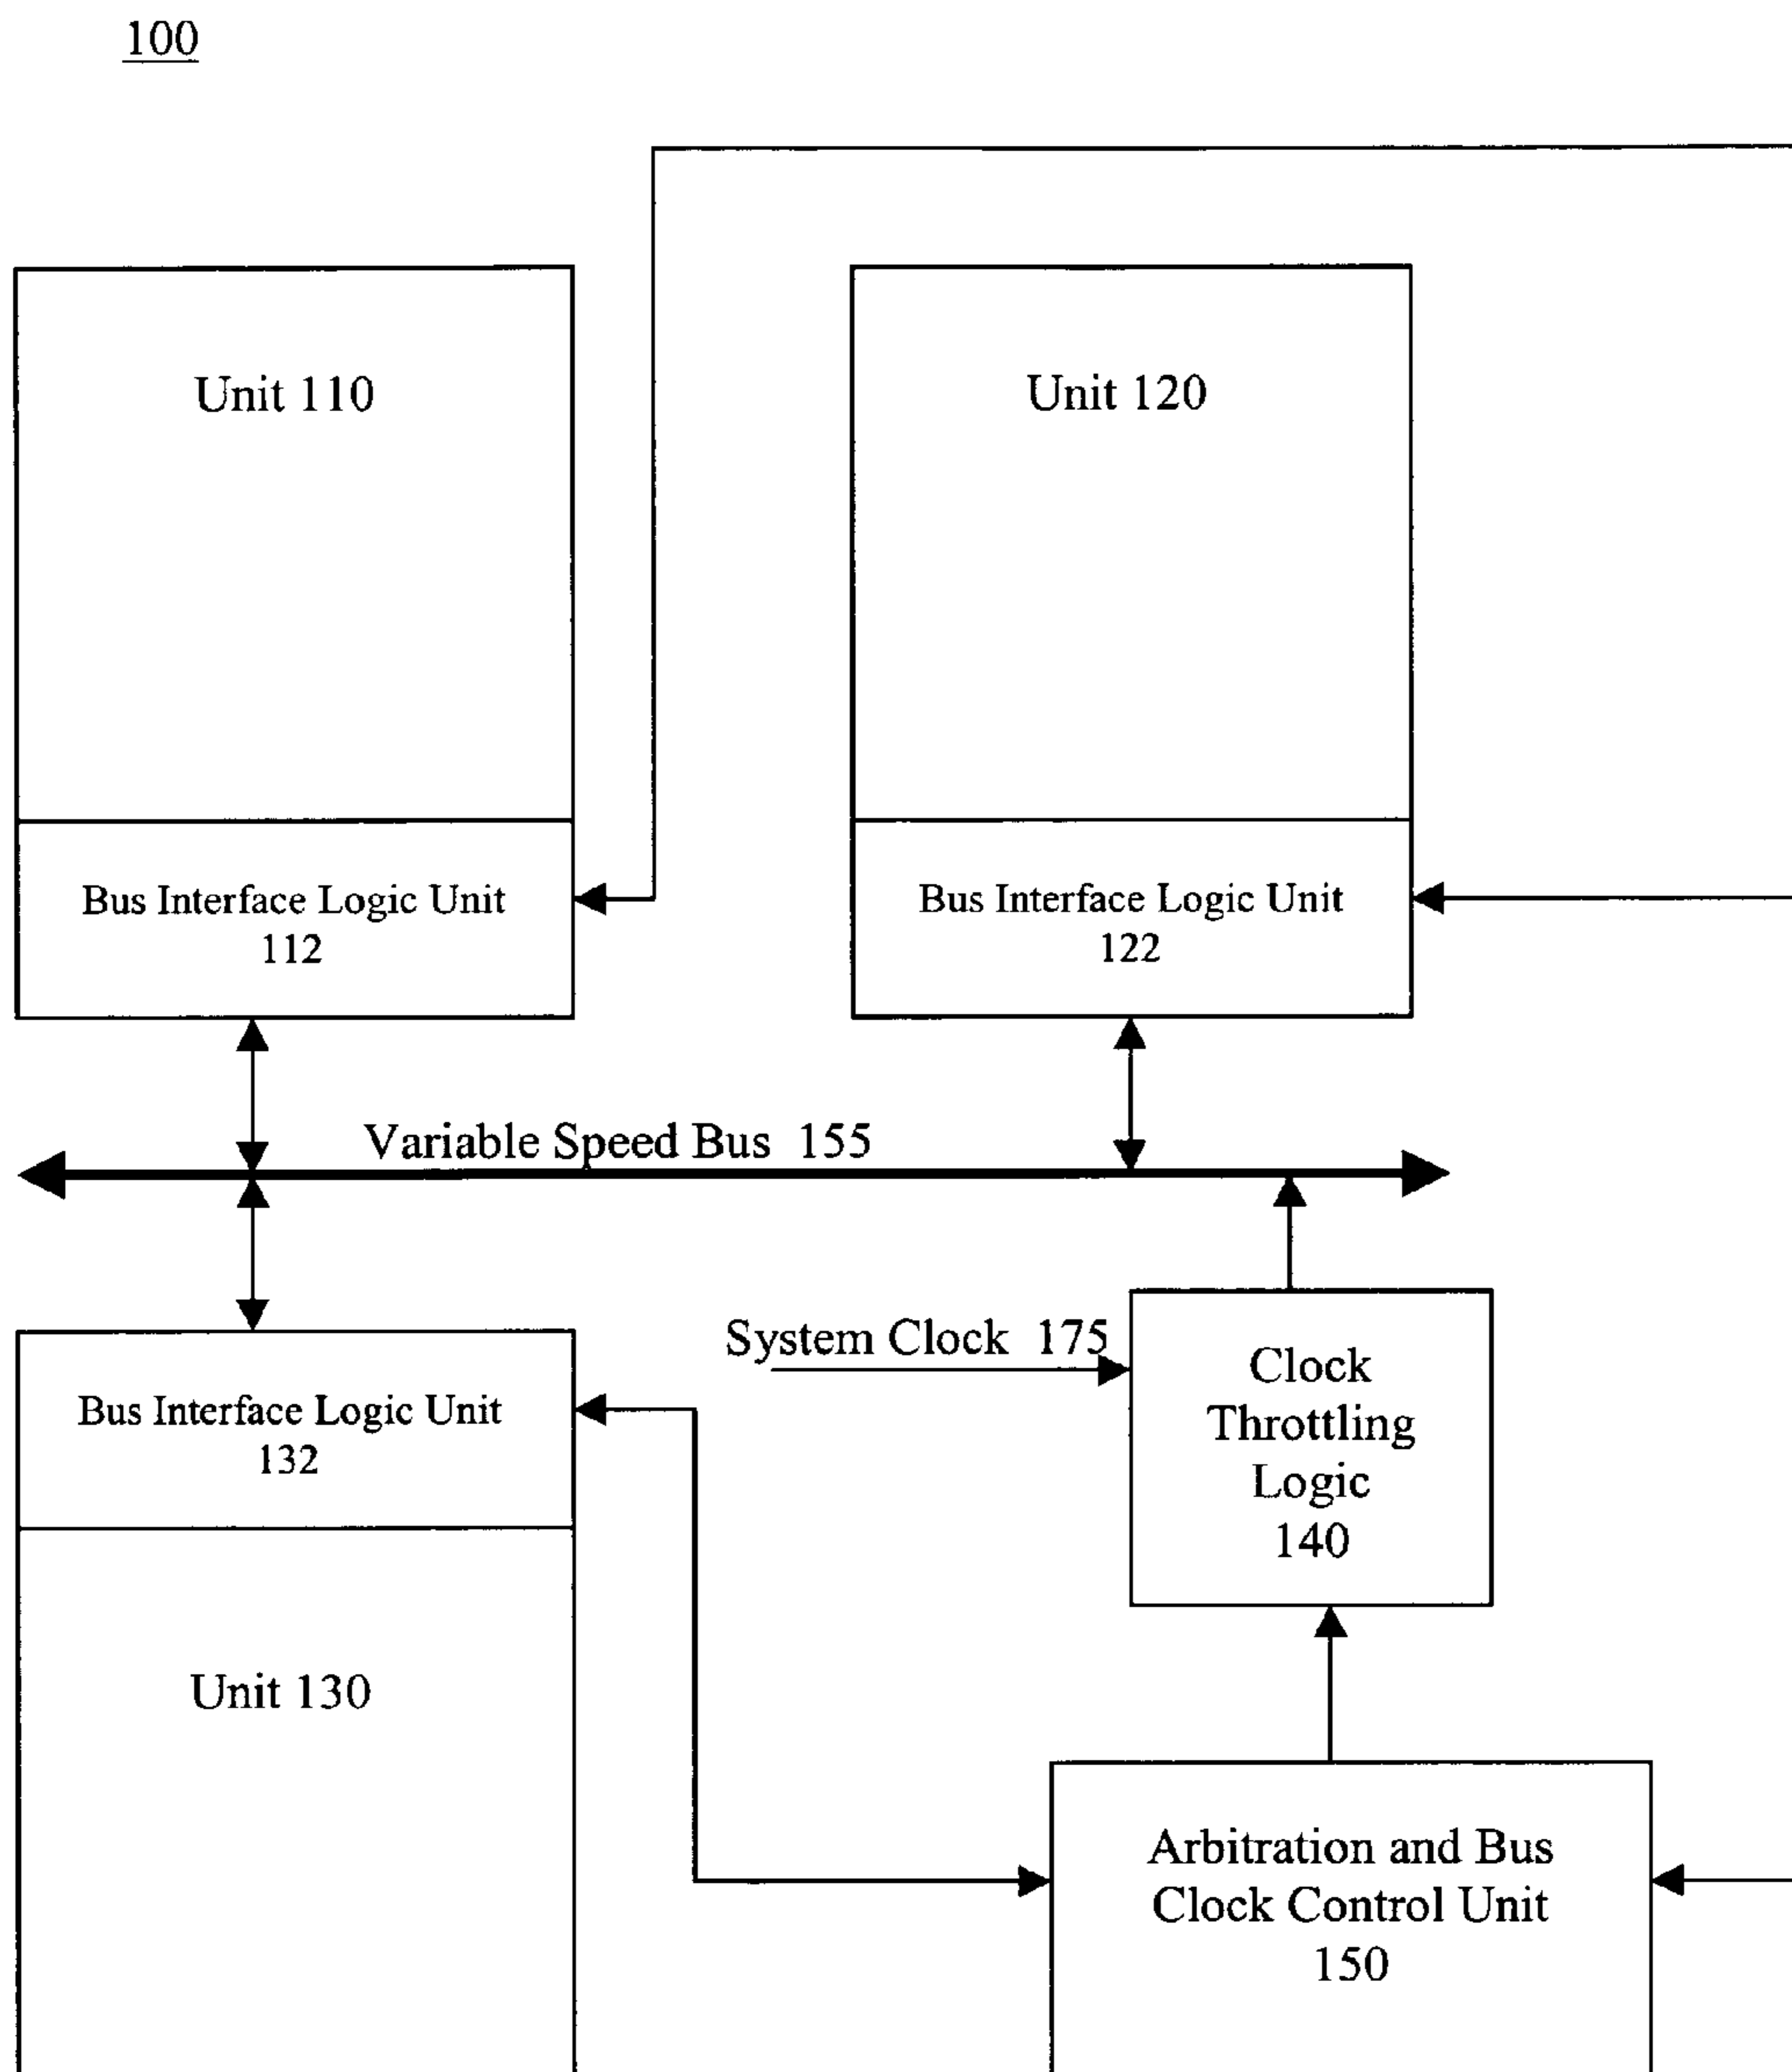 100
Unit 110
Unit 120
Bus Interface Logic Unit
112
Bus Interface Logic Unit
122
Variable Speed Bus 155
System Clock 175
Clock
Throttling
Logic
140
Bus Interface Logic Unit
132
Unit 130
Arbitration and Bus
Clock Control Unit
150